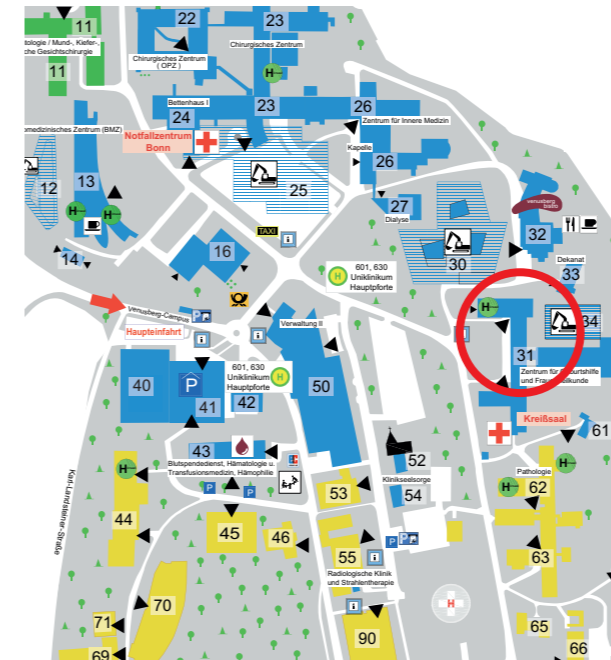 22
23
11
Chirurgisches Zentrum
tologie / Mund-, Kiefer-,
che Gesichtschirurgie
Chirurgisches Zentrum
( OPZ )
11
H
Bettenhaus I
23
26
24
Zentrum für Innere Medizin
omedizinisches Zentrum (BMZ)
Notfallzentrum
Bonn
Kapelle
26
12
13
25
27
Dialyse
venusberg
bistro
H
H
32
TAXI
i
16
14
30
Dekanat
33
H
601, 630
Uniklinikum
Hauptpforte
H
34
Venusberg-Campus
P
Haupteinfahrt
i
i
Verwaltung II
i
31
Zentrum für Geburtshilfe
und Frauenheilkunde
601, 630
Uniklinikum
Hauptpforte
H
40
P
41
42
50
Kreißsaal
61
43
Blutspendedienst, Hämatologie u.
Transfusionsmedizin, Hämophilie
52
Klinikseelsorge
54
Pathologie
H
H
62
H
P
P
53
Karl-Landsteiner-Straße
44
45
46
55
i
P
P
63
Radiologische Klinik
und Strahlentherapie
70
71
i
H
65
69
90
66